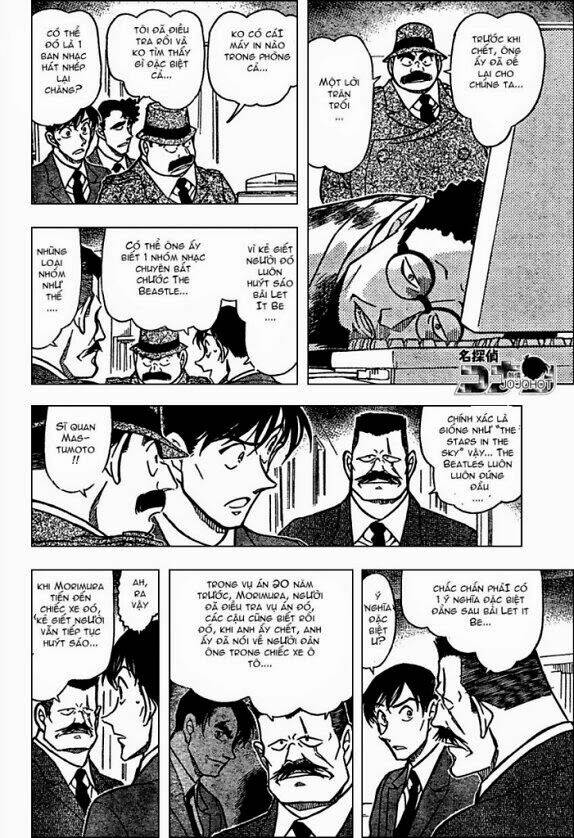 TRƯỚC KHI
CHẾT, ÔNG
ẤY ĐÃ ĐỂ
LẠI CHO
CHÚNG TA...
MỘT LỜI
TRĂN
TRỐI
...
KO CÓ CÁI
MÁY IN NÀO
TRONG PHÒNG
CẢ...
TÔI ĐÃ ĐIỀU
TRA RỒI VÀ
KO TÌM THẤY
GÌ ĐẶC BIỆT
CẢ...
CÓ THỂ
ĐÓ LÀ 1
BAN NHẠC
HÁT NHÉP
LẠI
CHĂNG?
VÌ KẺ GIẾT
NGƯỜI ĐÓ
LUÔN
HUÝT SÁO
BÀI LET
IT BE
....
CÓ THỂ ÔNG ẤY
BIẾT 1 NHÓM NHẠC
CHUYÊN BẮT
CHƯỚC THE
BEASTLE...
NHỮNG
LOẠI
NHÓM
NHƯ
THẾ
....
名探偵
コナン
JOJOHOT
CHÍNH XÁC LÀ
GIỐNG NHƯ "THE
STARS IN THE
SKY" VẬY... THE
BEATLES LUÔN
LUÔN ĐỨNG
ĐẦU
....
SĨ QUAN
MAS-
TUMOTO
!!
CHẮC CHẮN PHẢI CÓ
1 Ý NGHĨA ĐẶC BIỆT
ĐẰNG SAU BÀI LET IT
BE...
Ý
NGHĨA
ĐẶC
BIỆT
Ư?
TRONG VỤ ÁN 20 NĂM
TRƯỚC, MORIMURA, NGƯỜI
ĐÃ ĐIỀU TRA VỤ ÁN ĐÓ,
CÁC CẬU CŨNG BIẾT RỒI
ĐÓ, KHI ANH ẤY CHẾT, ANH
ẤY ĐÃ NÓI VỀ NGƯỜI ĐÀN
ÔNG TRONG CHIẾC XE Ô
TÔ....
AH,
RA
VẬY
KHI MORIMURA
TIẾN ĐẾN
CHIẾC XE ĐÓ,
KẺ GIẾT NGƯỜI
VẪN TIẾP TỤC
HUÝT SÁO...